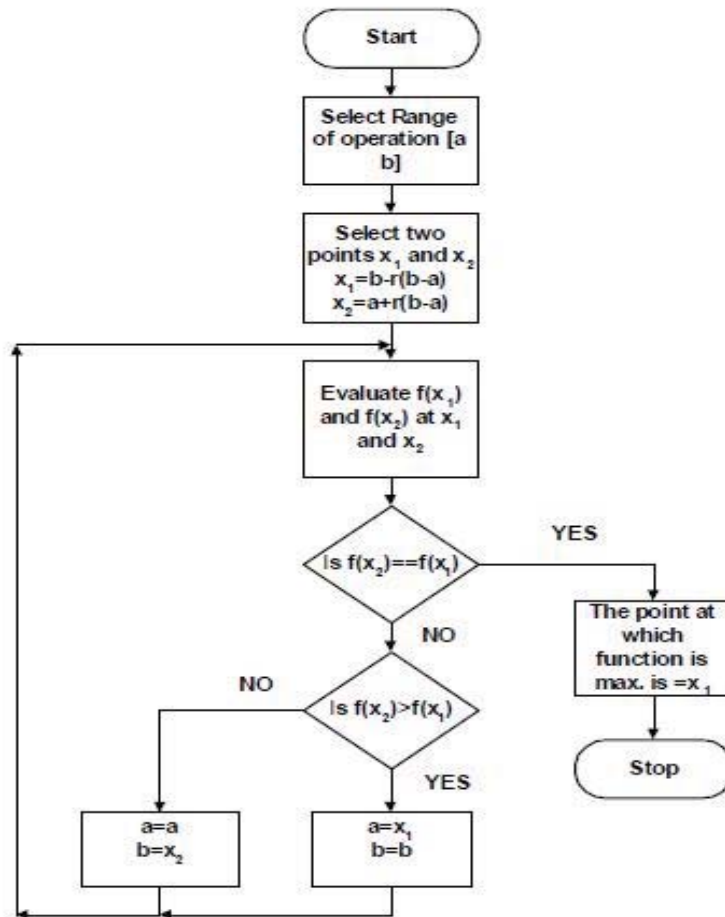 Start
Select Range
of operation [a
b]
Select two
points x₁ and x₂
x₁=b-r(b-a)
x₂=a+r(b-a)
Evaluate f(x₁)
and f(x₂) at x₁
and x₂
YES
Is f(x₂)==f(x₁)
The point at
which
function is
max. is =x₁
NO
NO
Is f(x₂)>f(x₁)
Stop
YES
a=a
b=x₂
a=x₁
b=b